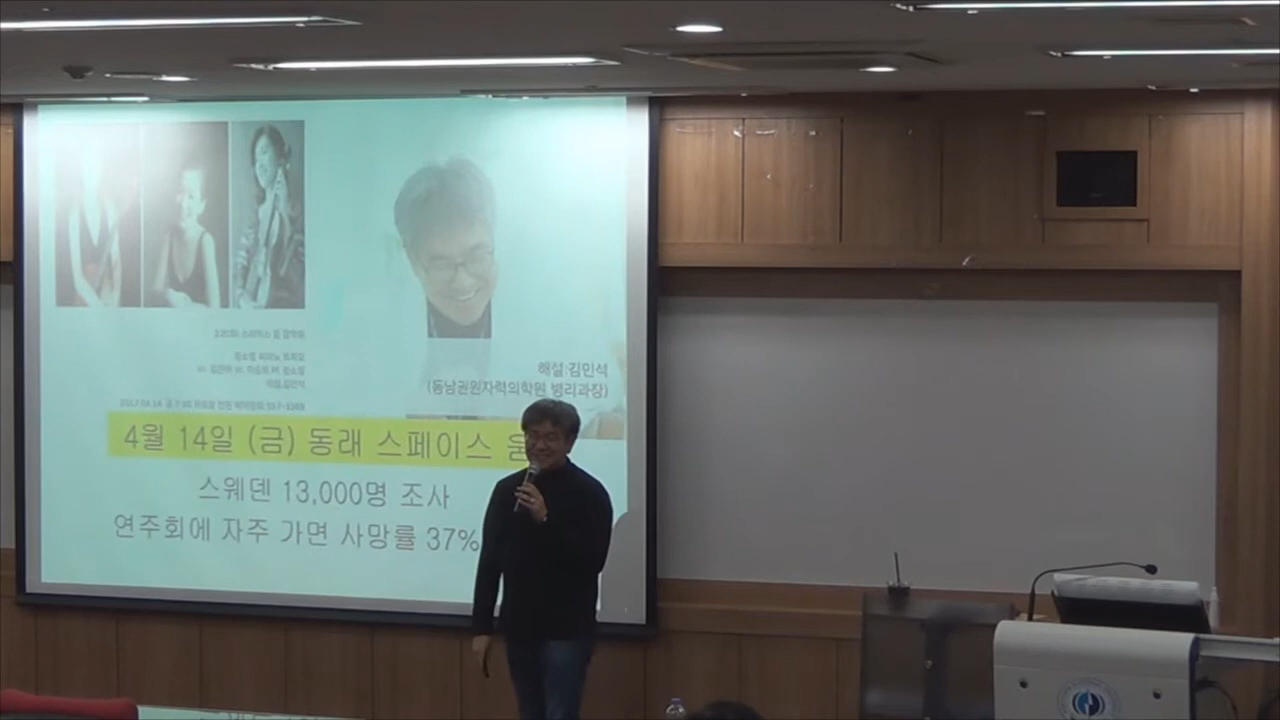 해설:김민석
(동남권원자력의학원 병리과장)
4월 14일 (금) 동래 스페이스 움
스웨덴 13,000명 조사
연주회에 자주 가면 사망률 37%